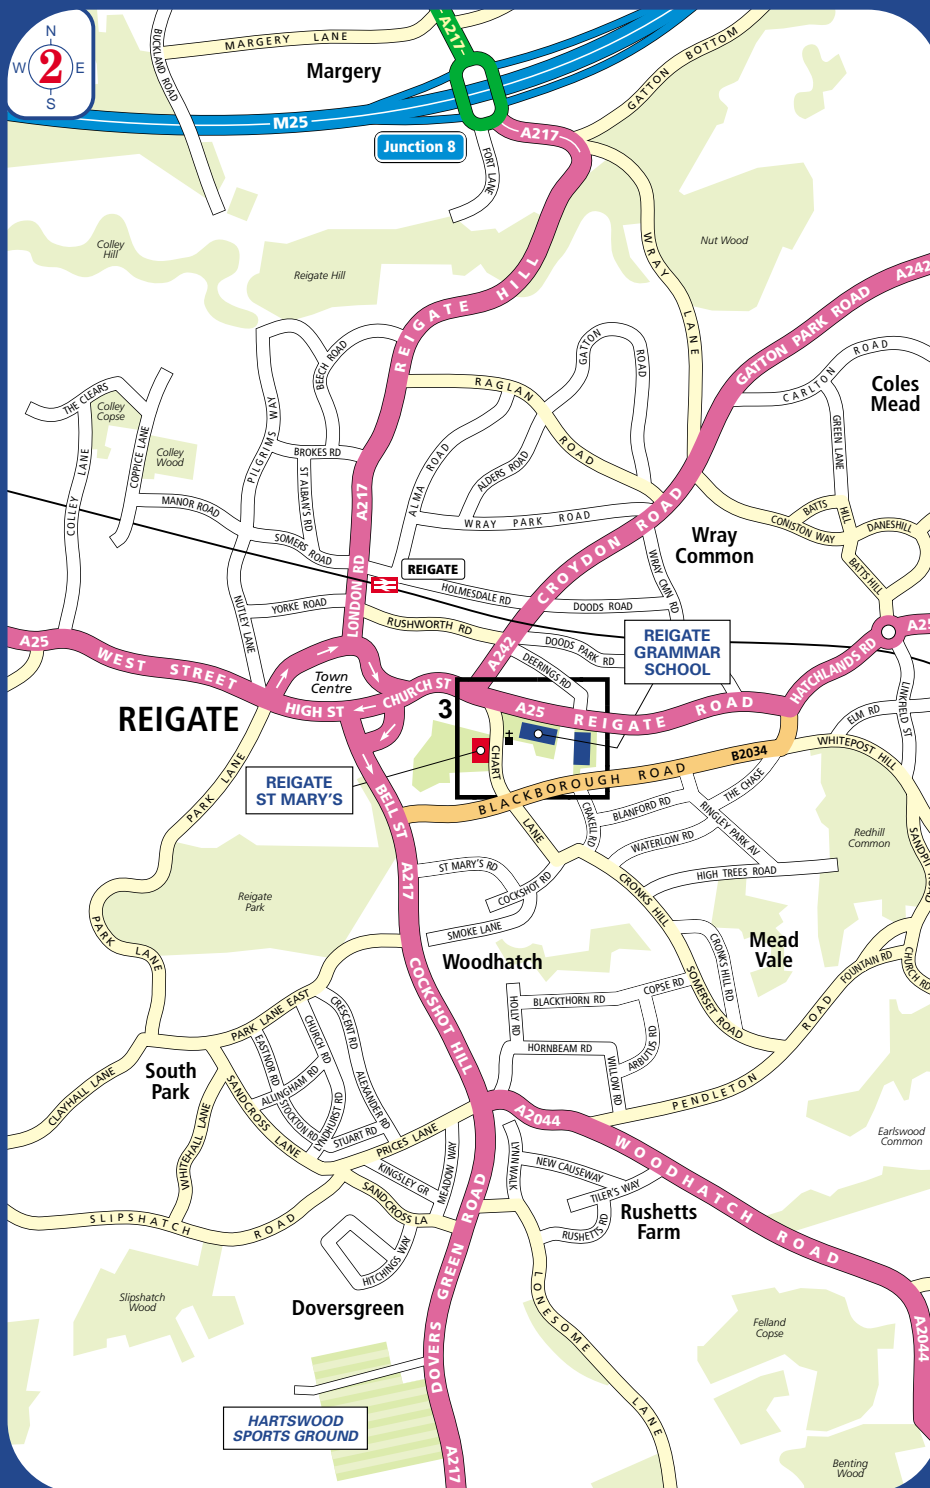 N
W 2 E
S
BUCKLAND ROAD
MARGERY LANE
A217
Margery
GATTON BOTTOM
M25
A217
Junction 8
FORT LANE
Colley
Hill
Reigate Hill
Nut Wood
WRAY LANE
REIGATE HILL
A242
GATTON PARK ROAD
CARLTON ROAD
Coles
Mead
GATTON ROAD
BEECH ROAD
RAGLAN ROAD
THE CLEARS
Colley
Copse
COPPICE LANE
Colley
Wood
PILGRIMS WAY
BROKES RD
GREEN LANE
COLLEY LANE
ST ALBAN'S RD
ALMA ROAD
ALDERS ROAD
A217
MANOR ROAD
WRAY PARK ROAD
BATTS HILL
CONISTON WAY
DANESHILL
Wray
Common
SOMERS ROAD
CROYDON ROAD
LONDON RD
REIGATE
HOLMESDALE RD
DOODS ROAD
WRAY CMN RD
BATTS HILL
NUTLEY LANE
YORKE ROAD
RUSHWORTH RD
A25
WEST STREET
DOODS PARK RD
DEERINGS RD
A242
REIGATE
GRAMMAR
SCHOOL
HATCHLANDS RD
A25
Town
Centre
CHURCH ST
HIGH ST
REIGATE
3
A25
REIGATE ROAD
LINKFIELD ST
ELM RD
CHART LANE
B2034
WHITEPOST HILL
PARK LANE
REIGATE
ST MARY'S
BELL ST
BLACKBOROUGH ROAD
THE CHASE
CRAKELL RD
BLANFORD RD
RINGLEY PARK AV
WATERLOW RD
Redhill
Common
SANDPIT ROAD
ST MARY'S RD
A217
HIGH TREES ROAD
COCKSHOT RD
CRONKS HILL
Reigate
Park
SMOKE LANE
PARK LANE
Woodhatch
Mead
Vale
CRONKS HILL RD
FOUNTAIN RD
CHURCH RD
COCKSHOT HILL
COPSE RD
BLACKTHORN RD
HOLLY RD
SOMERSET ROAD
PARK LANE EAST
CRESCENT RD
CHURCH RD
EASTNOR RD
HORNBEAM RD
ARBUTUS RD
WILLOW RD
PENDLETON ROAD
South
Park
CLAYHALL LANE
ALLINGHAM RD
ALEXANDER RD
STOCKTON RD
LYNDHURST RD
SANDCROSS LANE
STUART RD
PRICES LANE
A2044
WOODHATCH ROAD
Earlswood
Common
WHITEHALL LANE
KINGSLEY GR
MEADOW WAY
LYNN WALK
NEW CAUSEWAY
TILER'S WAY
SANDCROSS LA
Rushetts
Farm
RUSHETTS RD
SLIPSHATCH ROAD
HITCHINGS WAY
DOVERS GREEN ROAD
Slipshatch
Wood
Doversgreen
LONESOME LANE
Felland
Copse
A2044
HARTSWOOD
SPORTS GROUND
A217
Benting
Wood